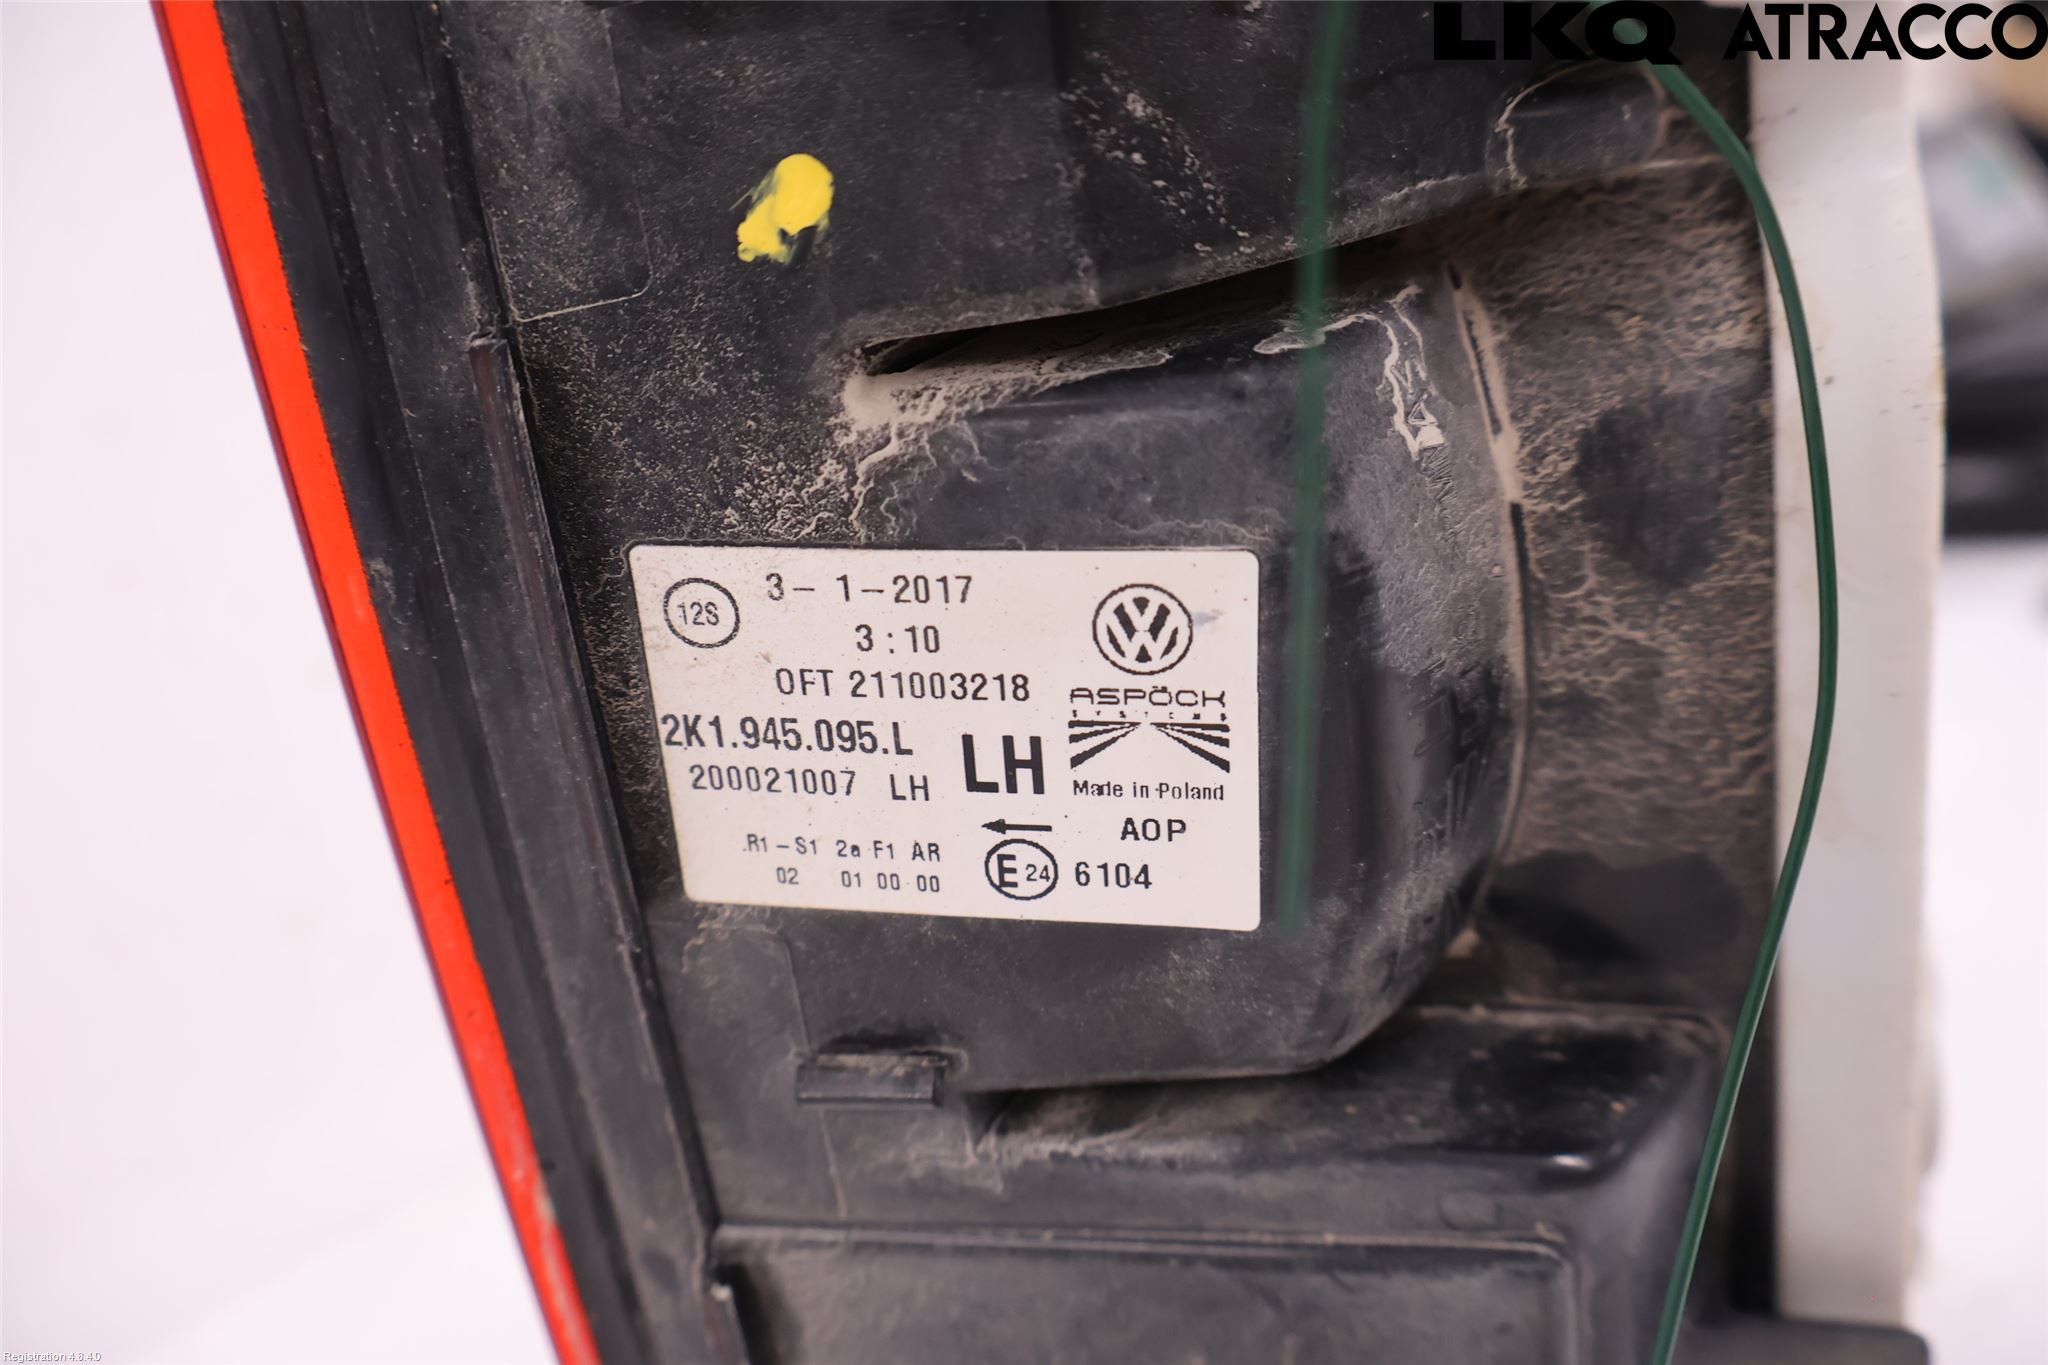 LKQ ATRACCO
12S
3- 1-2017
3:10
OFT 211003218
2K1.945.095.L
200021007 LH
LH
ASPÖCK
SYSTEMS
Made in Poland
AOP
R1-S1 2a F1 AR
02 01 00 00
E24 6104
Registration 4.8.4.0